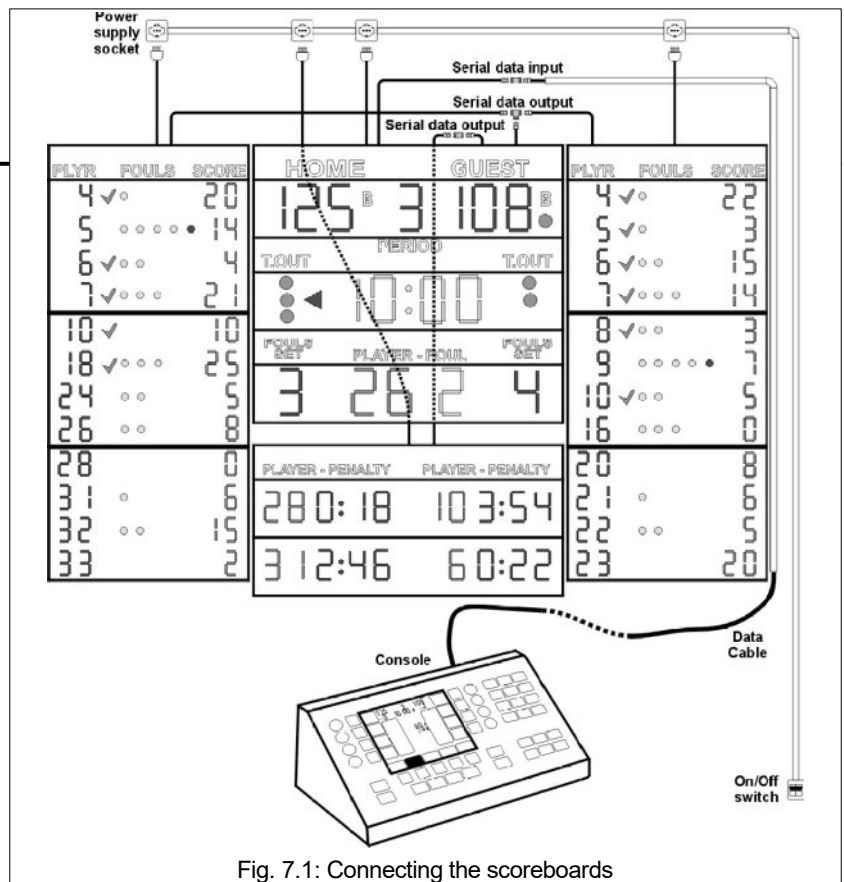 Power
supply
socket
Serial data input
Serial data output
Serial data output
PLYR FOULS SCORE
4 20
5 14
6 4
7 21
10 10
18 25
24 5
26 8
28 0
31 6
32 15
33 2
HOME GUEST
125 B 3 108 B
PERIOD
T.OUT T.OUT
10:00
FOULS
SET
PLAYER - FOUL
FOULS
SET
3 26 2 4
PLAYER - PENALTY PLAYER - PENALTY
28 0:18 10 3:54
31 2:46 6 0:22
PLYR FOULS SCORE
4 22
5 3
6 15
7 14
8 3
9 7
10 5
16 0
20 8
21 6
22 5
23 20
Data
Cable
Console
On/Off
switch
Fig. 7.1: Connecting the scoreboards